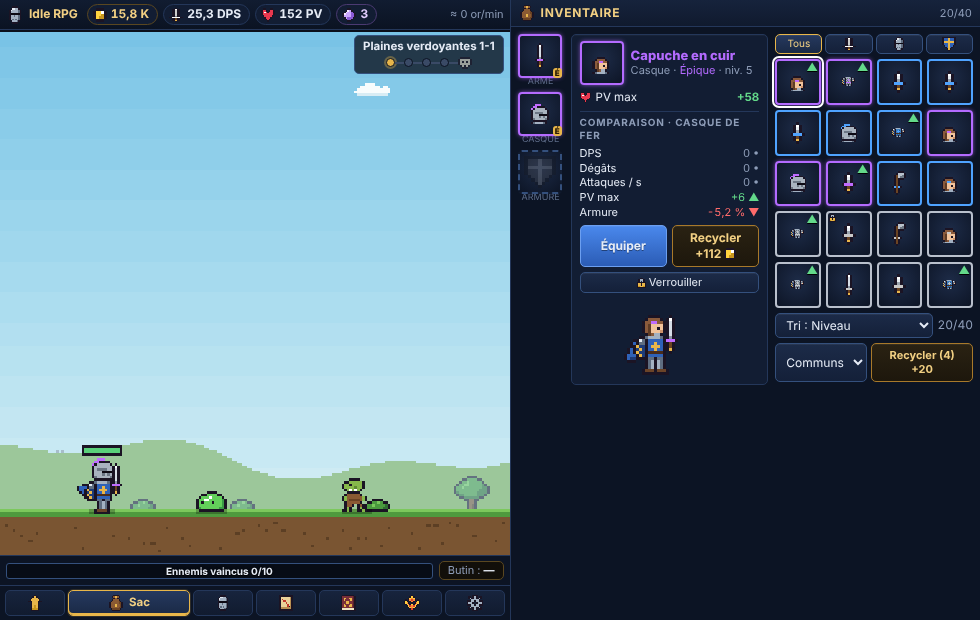 Idle RPG
15,8 K
25,3 DPS
152 PV
3
≈ 0 or/min
Plaines verdoyantes 1-1
Ennemis vaincus 0/10
Butin : —
Sac
INVENTAIRE
20/40
ARME
CASQUE
ARMURE
É
É
Capuche en cuir
Casque · Épique · niv. 5
PV max +58
COMPARAISON · CASQUE DE
FER
DPS 0 •
Dégâts 0 •
Attaques / s 0 •
PV max +6 ▲
Armure -5,2 % ▼
Équiper
Recycler
+112
Verrouiller
Tous
Tri : Niveau
20/40
Communs
Recycler (4)
+20